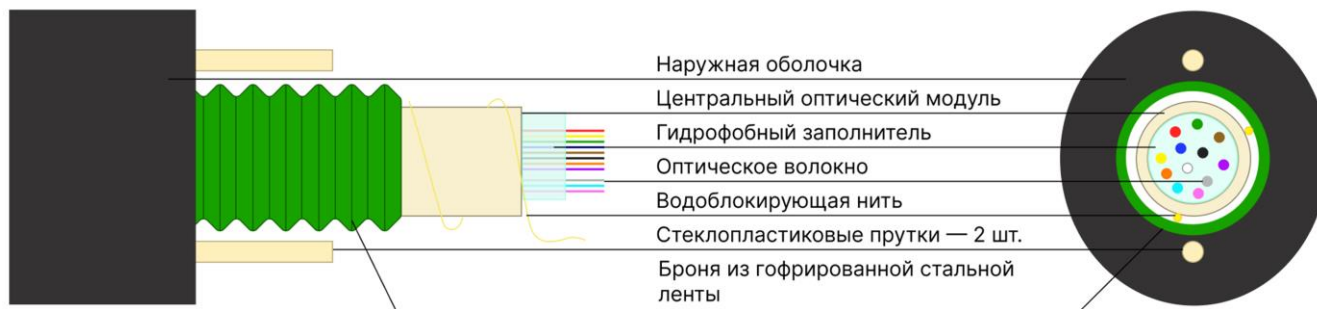 Наружная оболочка
Центральный оптический модуль
Гидрофобный заполнитель
Оптическое волокно
Водоблокирующая нить
Стеклопластиковые прутки — 2 шт.
Броня из гофрированной стальной
ленты